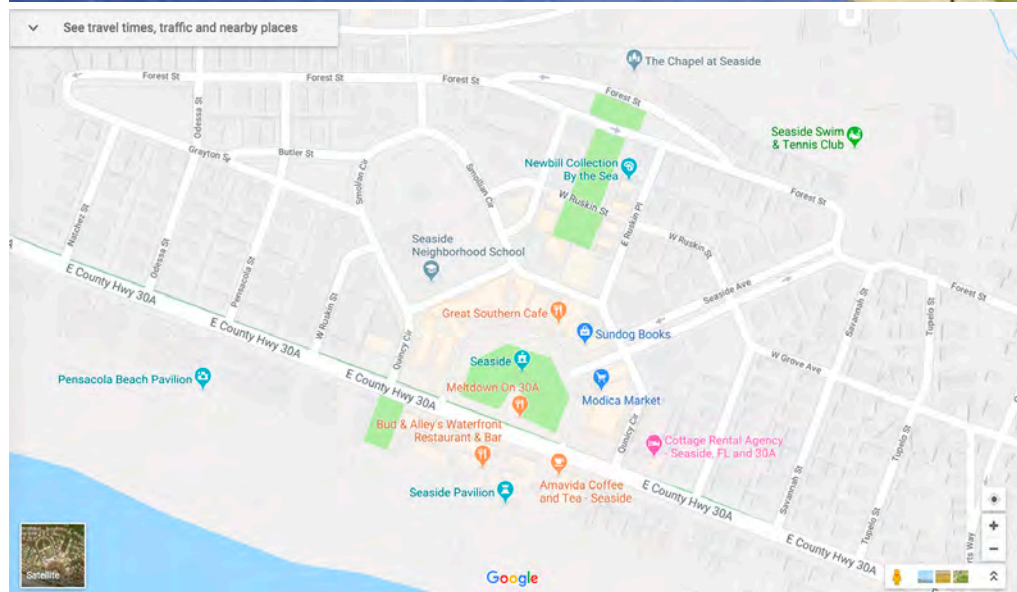 See travel times, traffic and nearby places
The Chapel at Seaside
Forest St
Forest St
Forest St
Forest St
Odessa St
Seaside Swim
& Tennis Club
Grayton St
Butler St
Smolian Cir
Smolian Cir
Newbill Collection
By the Sea
W Ruskin St
E Ruskin Pl
W Ruskin St
Forest St
Natchez St
Odessa St
Pensacola St
W Ruskin St
Seaside
Neighborhood School
E County Hwy 30A
Seaside Ave
Forest St
Savannah St
Tupelo St
Great Southern Cafe
Sundog Books
E County Hwy 30A
Quincy Cir
W Grove Ave
Seaside
Pensacola Beach Pavilion
E County Hwy 30A
Meltdown On 30A
Modica Market
Bud & Alley's Waterfront
Restaurant & Bar
Quincy Cir
Cottage Rental Agency
- Seaside, FL and 30A
Tupelo St
Seaside Pavilion
Amavida Coffee
and Tea - Seaside
E County Hwy 30A
Savannah St
Tupelo St
E County Hwy 30A
rts Way
Satellite
Google